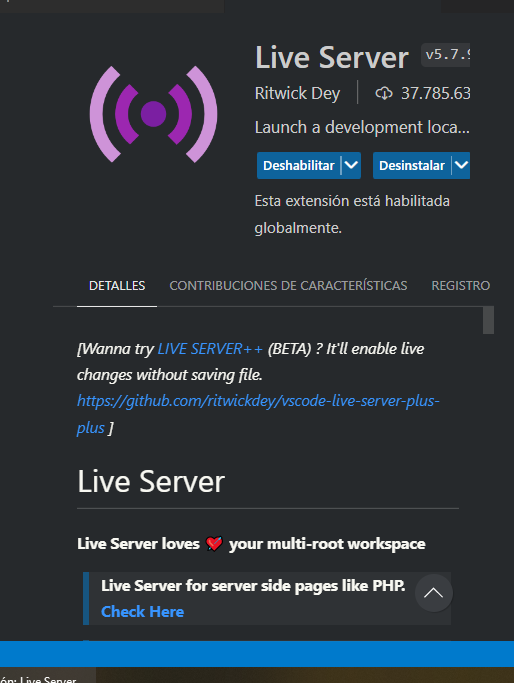 Live Server v5.7.9
Ritwick Dey 37.785.63
Launch a development loca...
Deshabilitar Desinstalar
Esta extensión está habilitada
globalmente.
DETALLES CONTRIBUCIONES DE CARACTERÍSTICAS REGISTRO
[Wanna try LIVE SERVER++ (BETA) ? It'll enable live
changes without saving file.
https://github.com/ritwickdey/vscode-live-server-plus-
plus ]
Live Server
Live Server loves 💘 your multi-root workspace
Live Server for server side pages like PHP.
Check Here
ón: Live Server